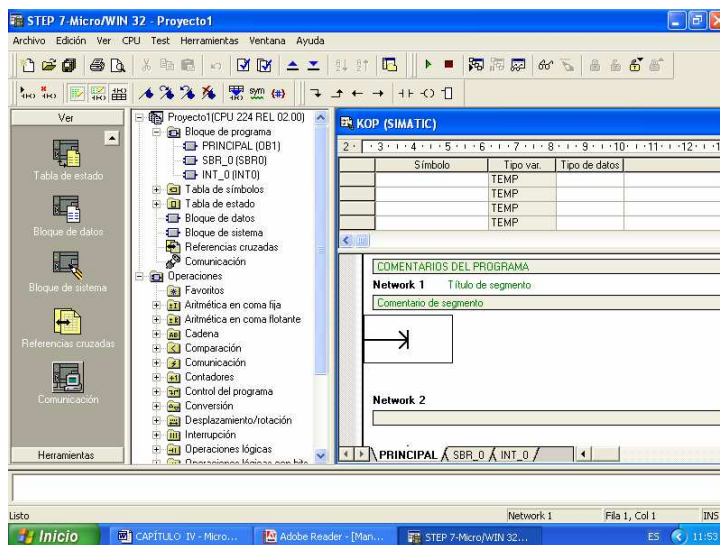 STEP 7-Micro/WIN 32 - Proyecto1
Archivo Edición Ver CPU Test Herramientas Ventana Ayuda
Ver
Tabla de estado
Bloque de datos
Bloque de sistema
Referencias cruzadas
Comunicación
Herramientas
Proyecto1(CPU 224 REL 02.00)
Bloque de programa
PRINCIPAL (OB1)
SBR_0 (SBR0)
INT_0 (INT0)
Tabla de símbolos
Tabla de estado
Bloque de datos
Bloque de sistema
Referencias cruzadas
Comunicación
Operaciones
Favoritos
Aritmética en coma fija
Aritmética en coma flotante
Cadena
Comparación
Comunicación
Contadores
Control del programa
Conversión
Desplazamiento/rotación
Interrupción
Operaciones lógicas
Operaciones lógicas con bits
KOP (SIMATIC)
2 · 3 · 4 · 5 · 6 · 7 · 8 · 9 · 10 · 11 · 12 · 1
Símbolo Tipo var. Tipo de datos
TEMP
TEMP
TEMP
TEMP
COMENTARIOS DEL PROGRAMA
Network 1 Título de segmento
Comentario de segmento
Network 2
PRINCIPAL SBR_0 INT_0
Listo Network 1 Fila 1, Col 1 INS
Inicio CAPÍTULO IV - Micro... Adobe Reader - [Man... STEP 7-Micro/WIN 32... ES 11:53